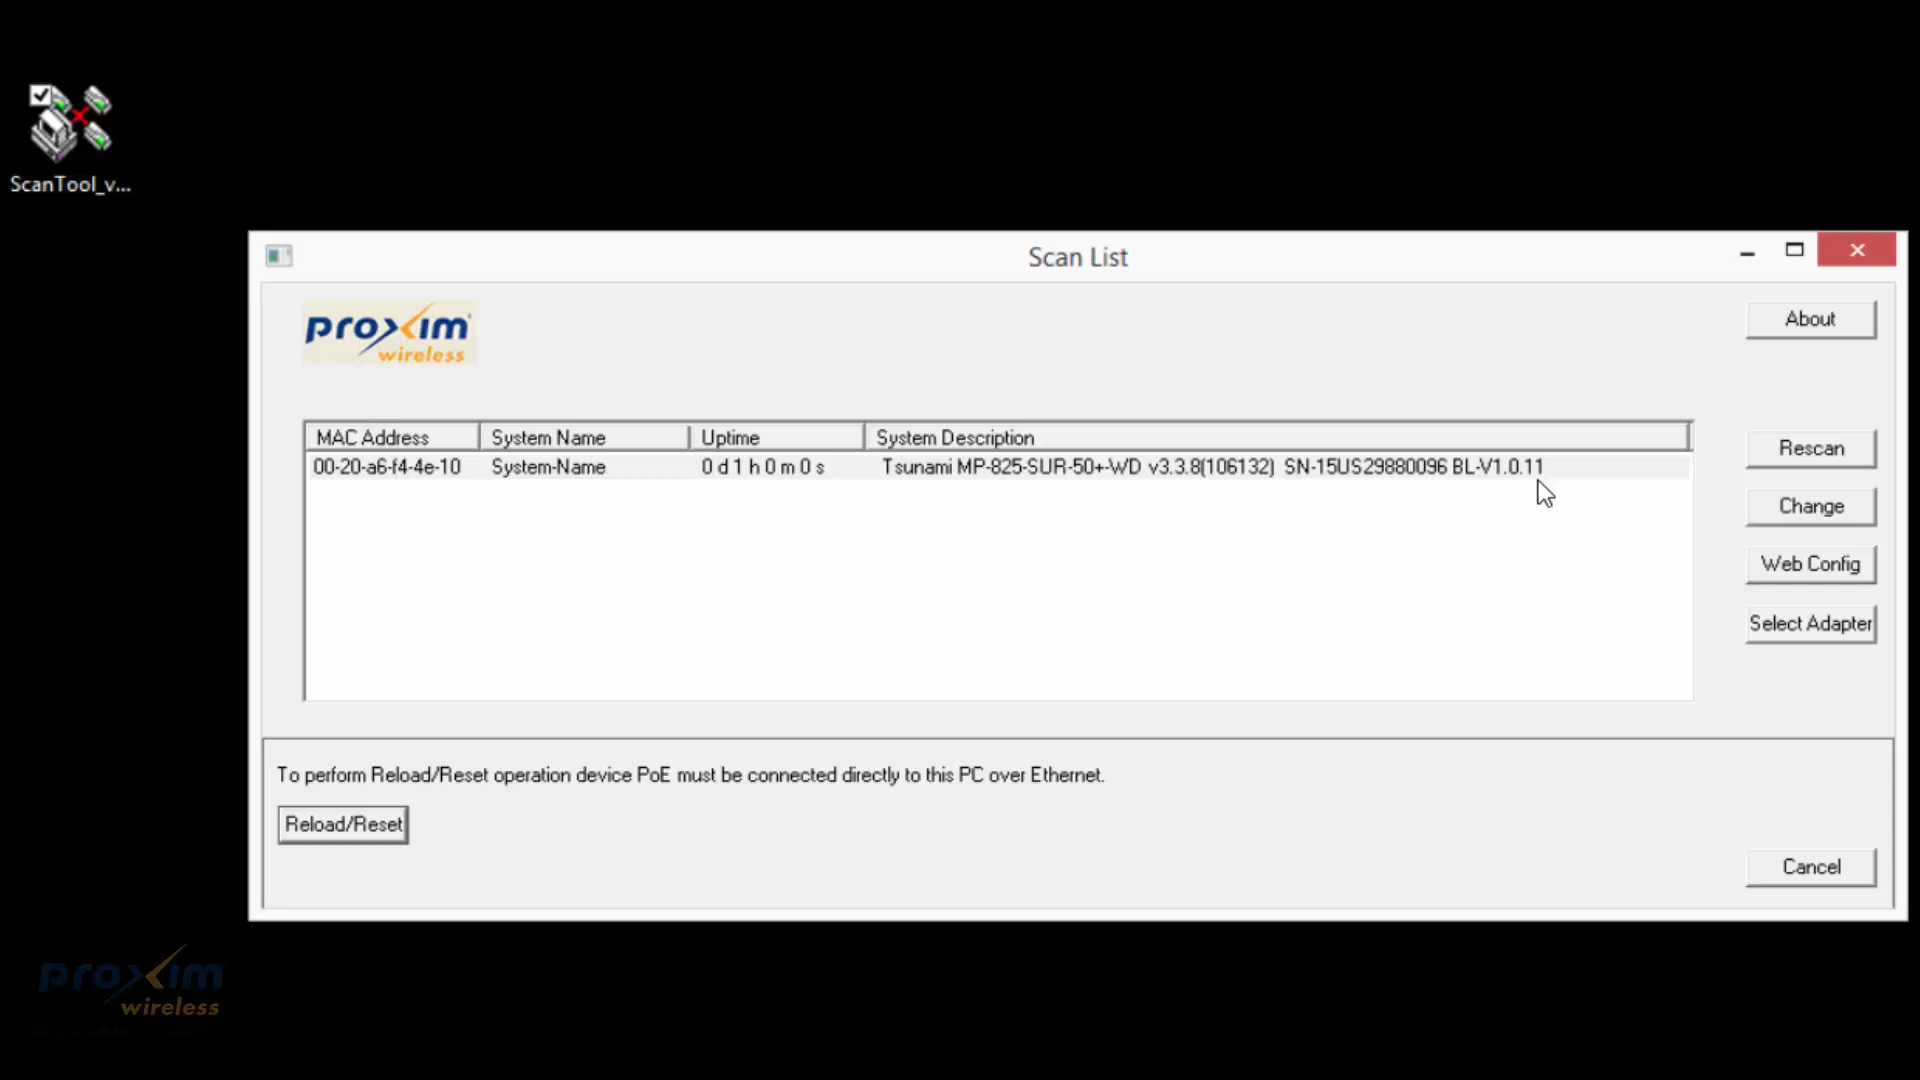 ScanTool_v...
Scan List
proxim
wireless
About
MAC Address System Name Uptime System Description
00-20-a6-f4-4e-10 System-Name 0 d 1 h 0 m 0 s Tsunami MP-825-SUR-50+-WD v3.3.8(106132) SN-15US29880096 BL-V1.0.11
Rescan
Change
Web Config
Select Adapter
To perform Reload/Reset operation device PoE must be connected directly to this PC over Ethernet.
Reload/Reset
Cancel
proxim
wireless